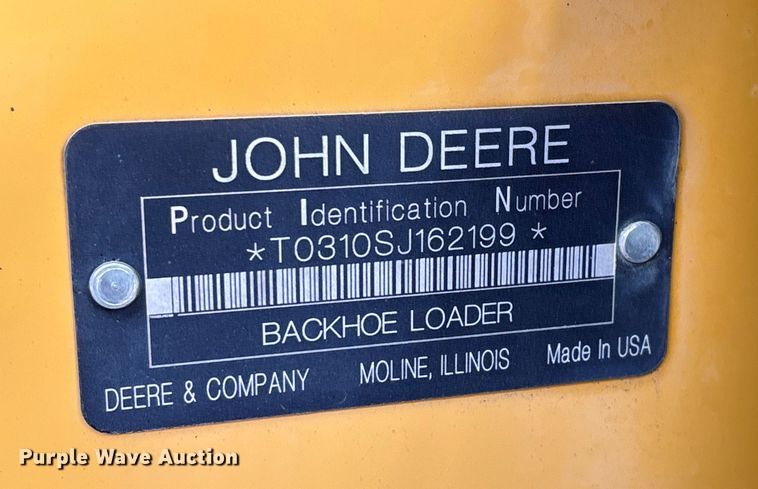 JOHN DEERE
Product Identification Number
*T0310SJ162199 *
BACKHOE LOADER
DEERE & COMPANY MOLINE, ILLINOIS Made In USA
Purple Wave Auction